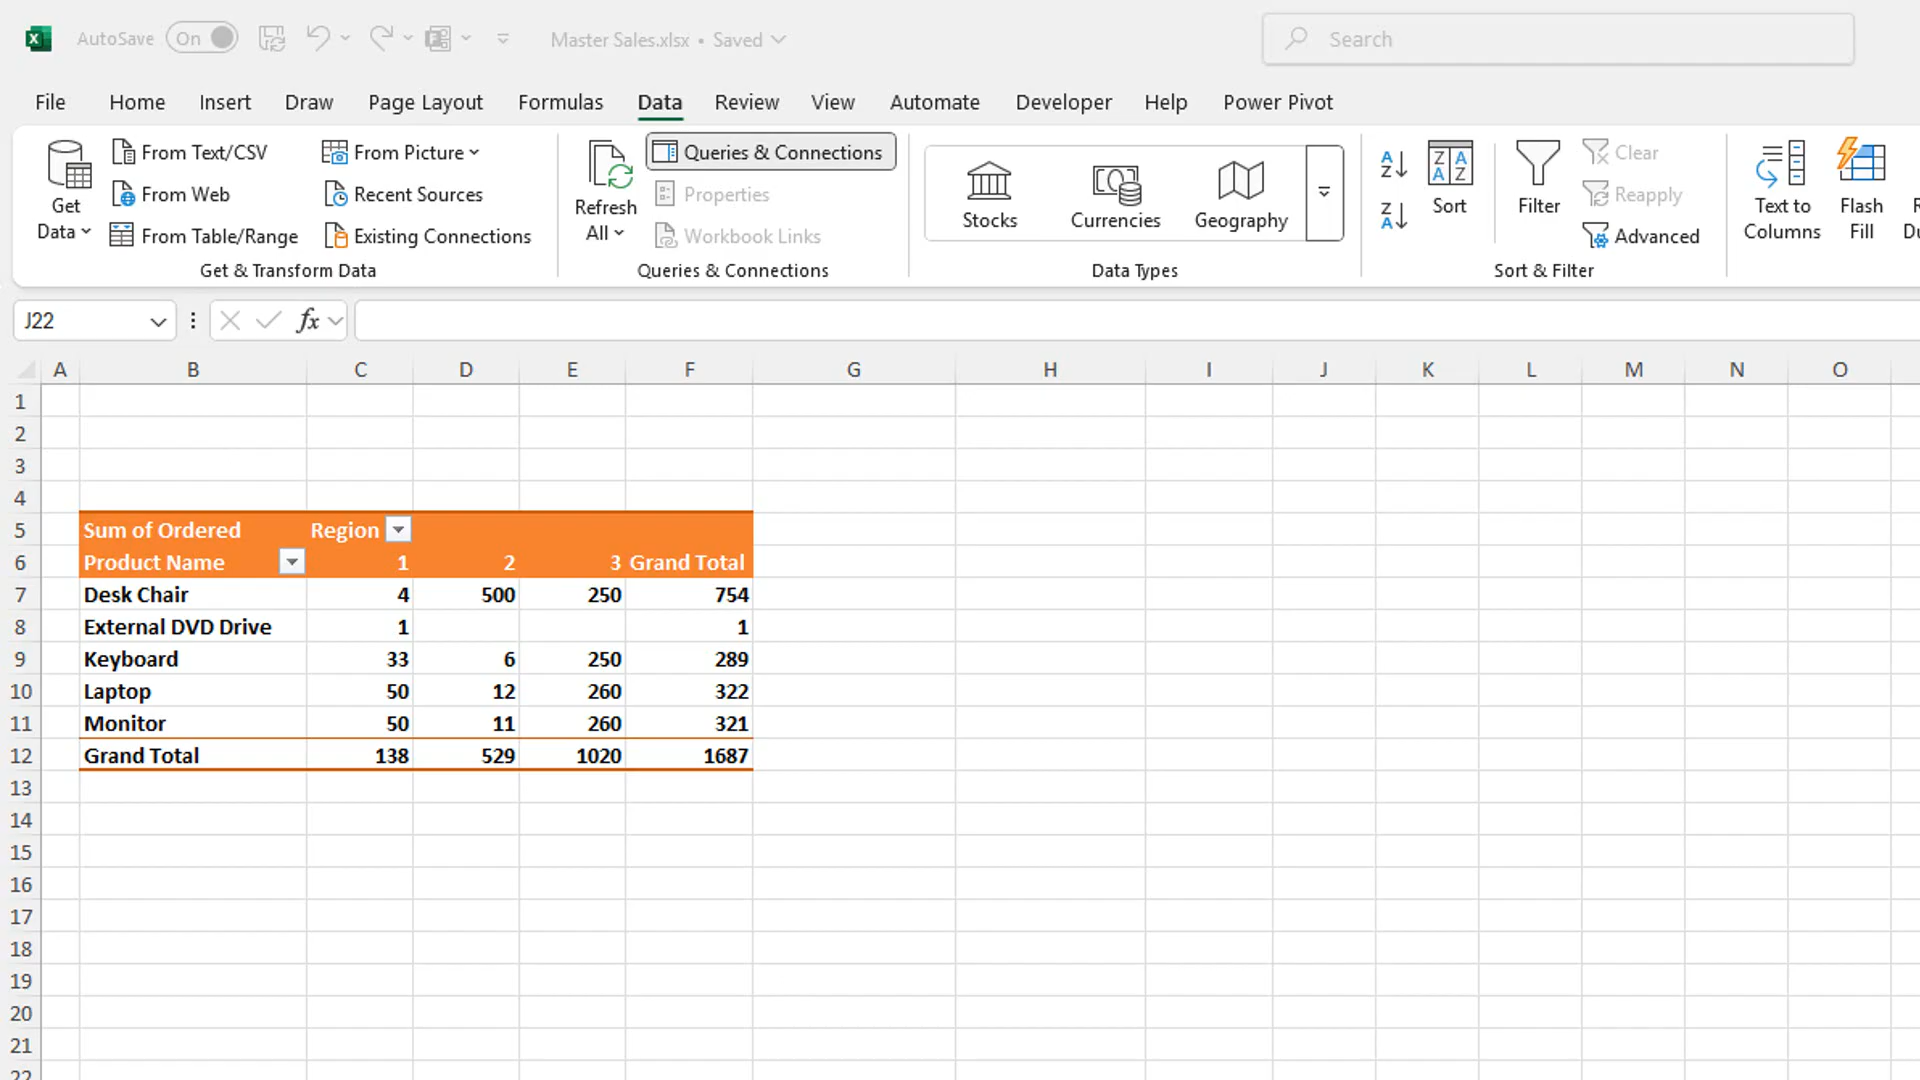 AutoSave On Master Sales.xlsx • Saved Search
File Home Insert Draw Page Layout Formulas Data Review View Automate Developer Help Power Pivot
Get Data
From Text/CSV
From Web
From Table/Range
From Picture
Recent Sources
Existing Connections
Get & Transform Data
Refresh All
Queries & Connections
Properties
Workbook Links
Queries & Connections
Stocks
Currencies
Geography
Data Types
Sort
Filter
Clear
Reapply
Advanced
Sort & Filter
Text to Columns
Flash Fill
J22 fx
A B C D E F G H I J K L M N O
1
2
3
4
5 Sum of Ordered Region
6 Product Name 1 2 3 Grand Total
7 Desk Chair 4 500 250 754
8 External DVD Drive 1 1
9 Keyboard 33 6 250 289
10 Laptop 50 12 260 322
11 Monitor 50 11 260 321
12 Grand Total 138 529 1020 1687
13
14
15
16
17
18
19
20
21
22